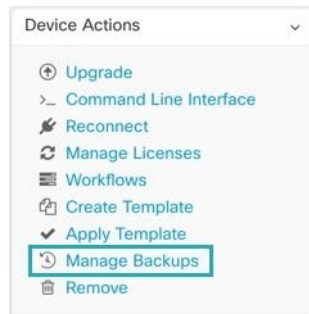 Device Actions
Upgrade
Command Line Interface
Reconnect
Manage Licenses
Workflows
Create Template
Apply Template
Manage Backups
Remove